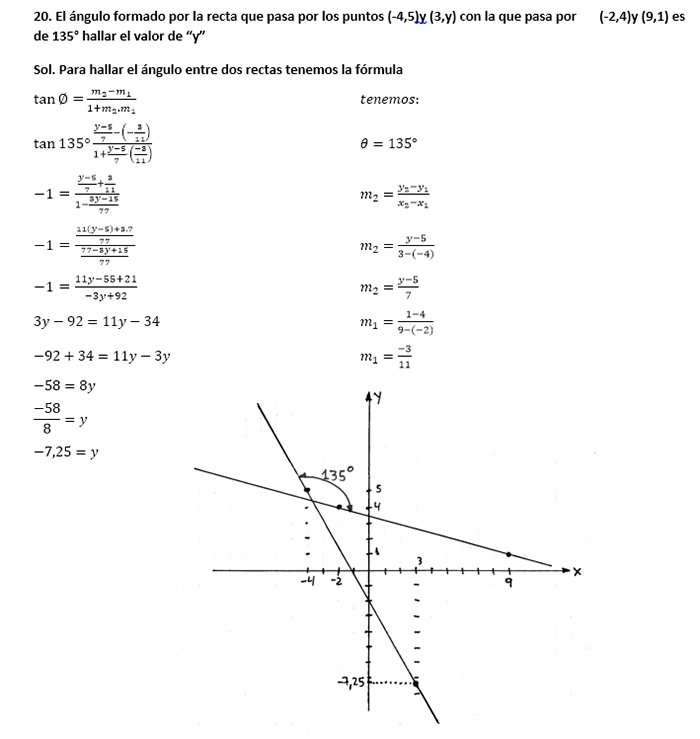 20. El ángulo formado por la recta que pasa por los puntos (-4,5)y (3,y) con la que pasa por (-2,4)y (9,1) es
de 135° hallar el valor de “y”
Sol. Para hallar el ángulo entre dos rectas tenemos la fórmula
tan Ø = (m₂−m₁)/(1+m₂.m₁) tenemos:
tan 135° ((y−5)/7 −(−3/11))/(1+(y−5)/7 (−3/11)) θ = 135°
−1 = ((y−5)/7 + 3/11)/(1−(3y−15)/77) m₂ = (y₂−y₁)/(x₂−x₁)
−1 = ((11(y−5)+3.7)/77)/((77−3y+15)/77) m₂ = (y−5)/(3−(−4))
−1 = (11y−55+21)/(−3y+92) m₂ = (y−5)/7
3y − 92 = 11y − 34 m₁ = (1−4)/(9−(−2))
−92 + 34 = 11y − 3y m₁ = −3/11
−58 = 8y
−58/8 = y
−7,25 = y
Y
135°
5
4
1
3
X
-4 -2 9
-7,25